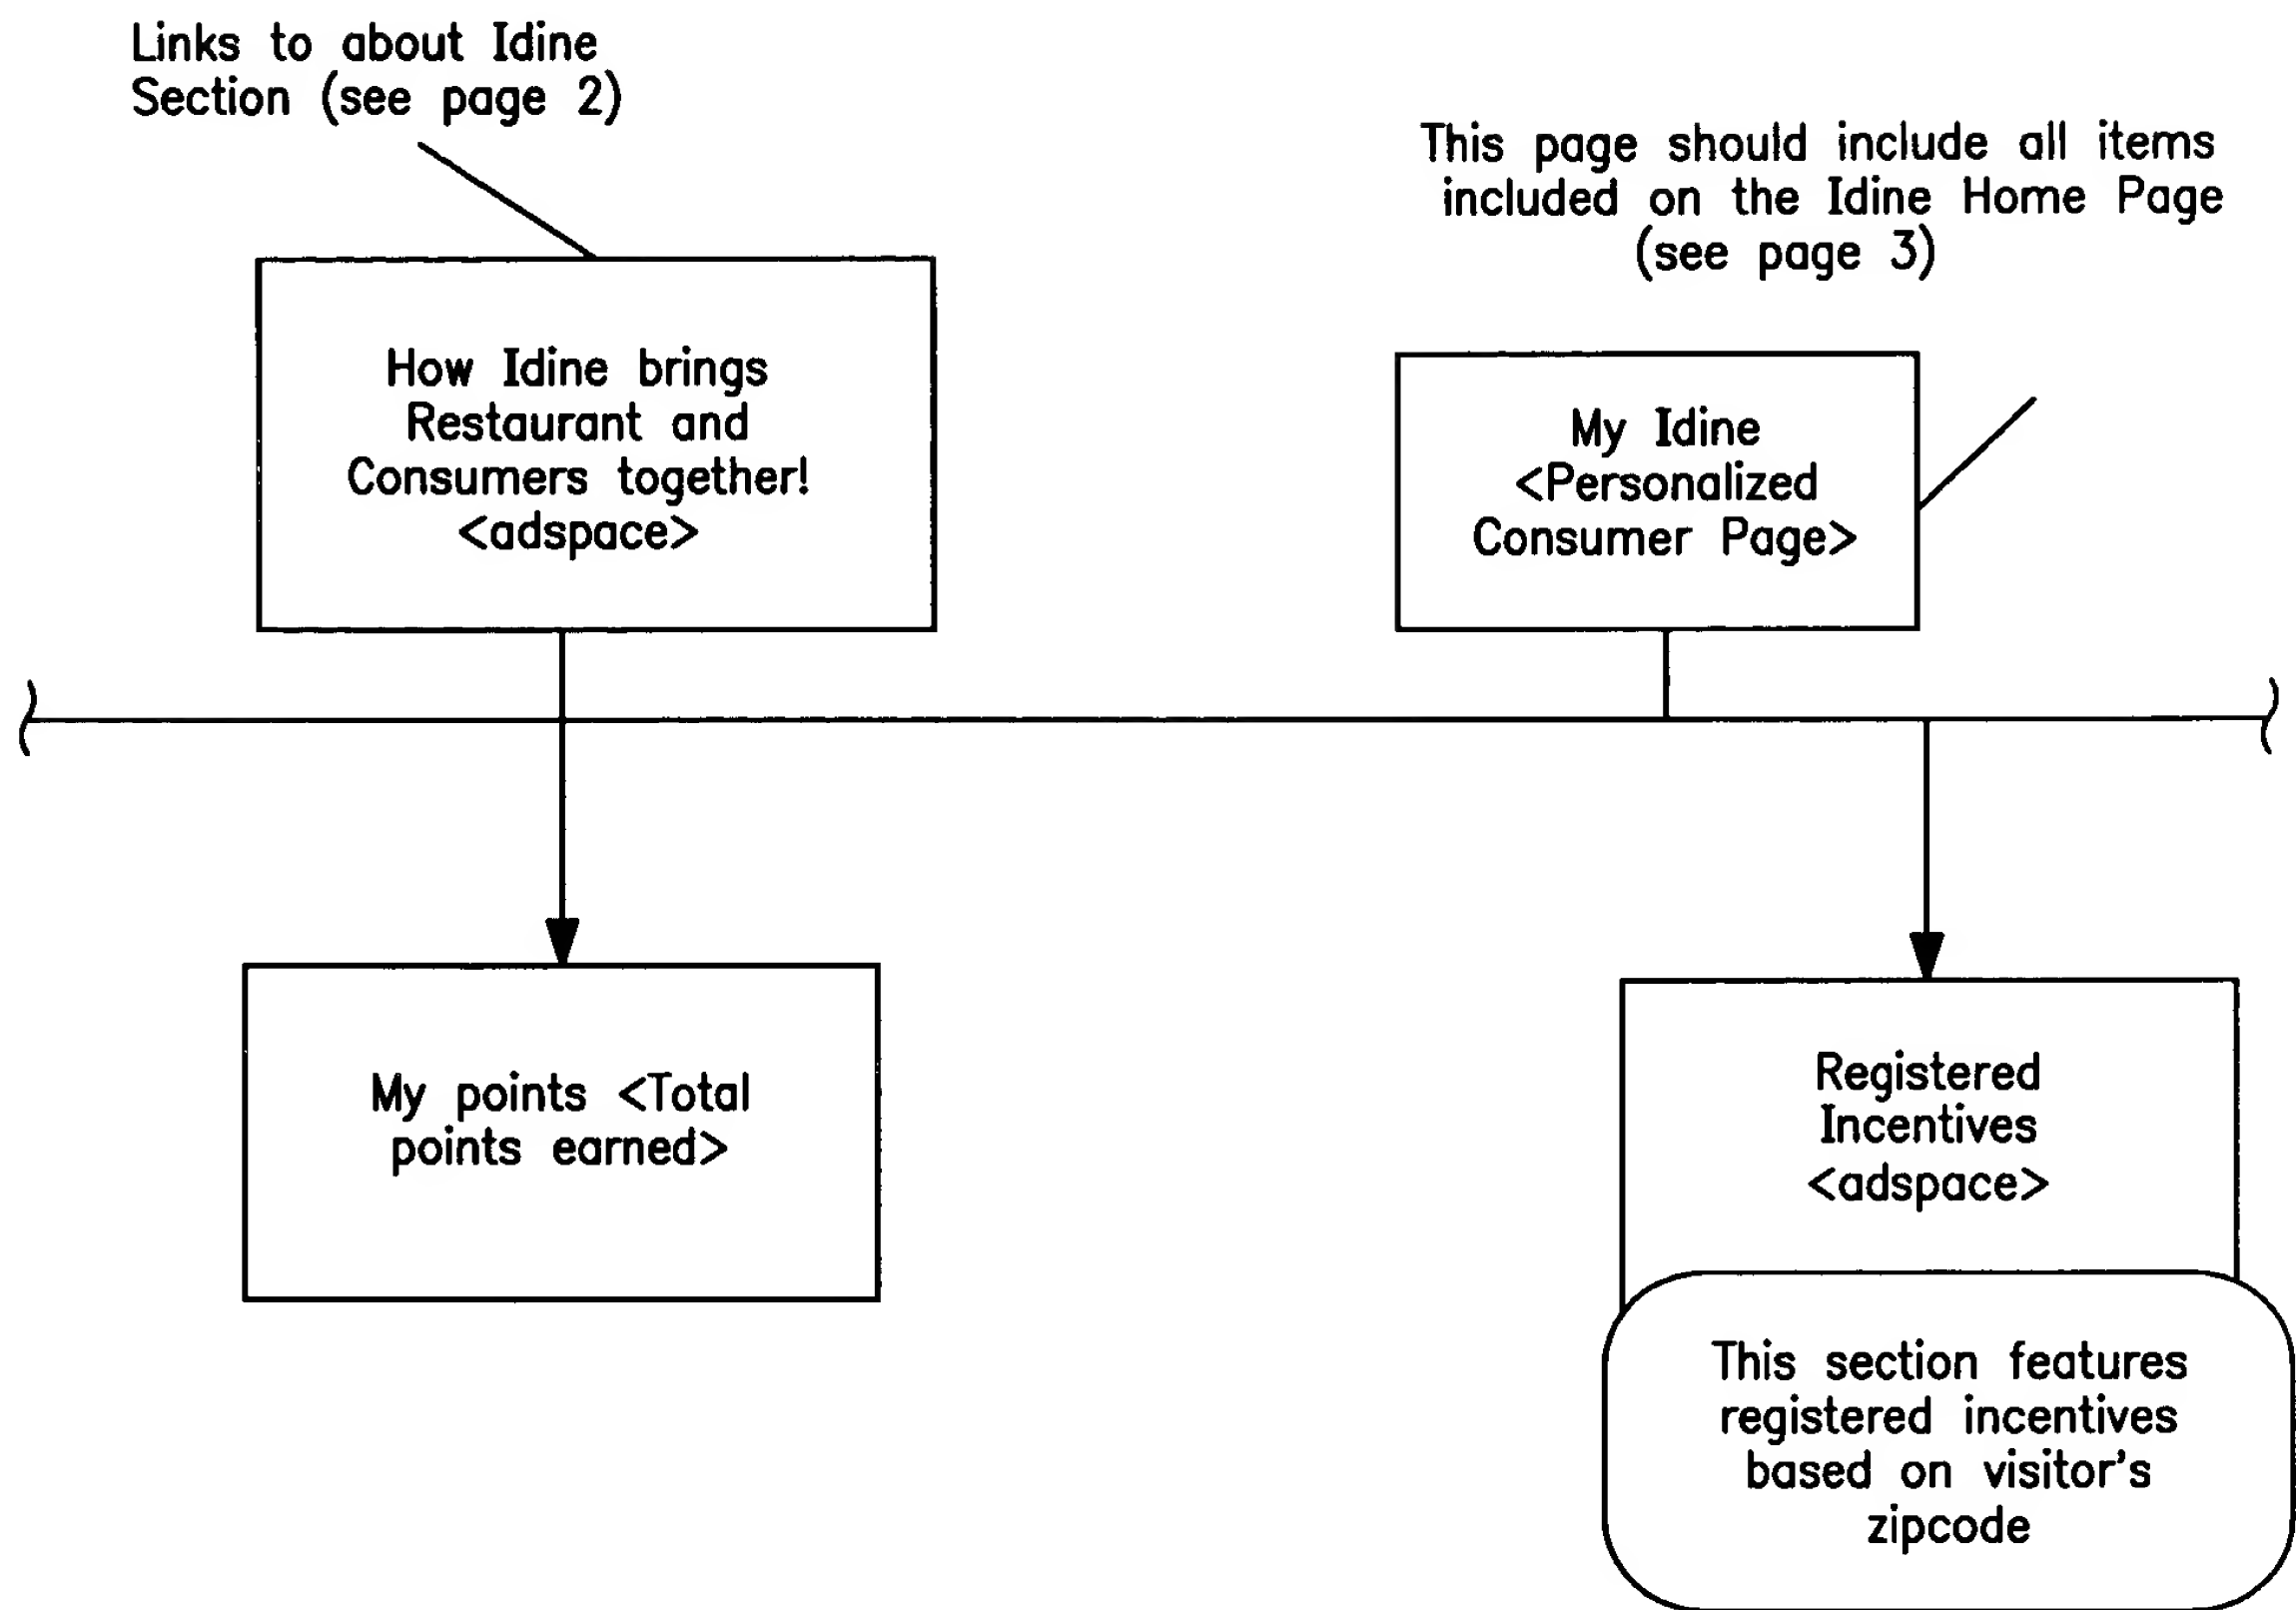 Links to about Idine
Section (see page 2)
This page should include all items
included on the Idine Home Page
(see page 3)
How Idine brings
Restaurant and
Consumers together!
<adspace>
My Idine
<Personalized
Consumer Page>
My points <Total
points earned>
Registered
Incentives
<adspace>
This section features
registered incentives
based on visitor's
zipcode